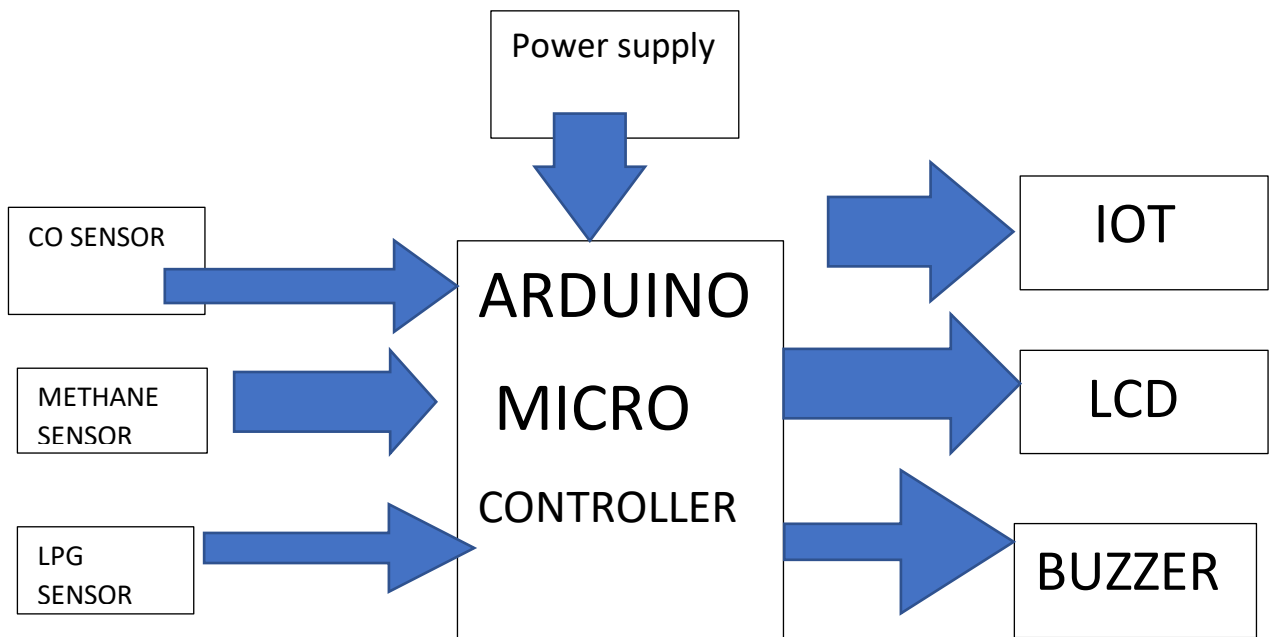 Power supply
CO SENSOR
METHANE
SENSOR
LPG
SENSOR
ARDUINO
MICRO
CONTROLLER
IOT
LCD
BUZZER